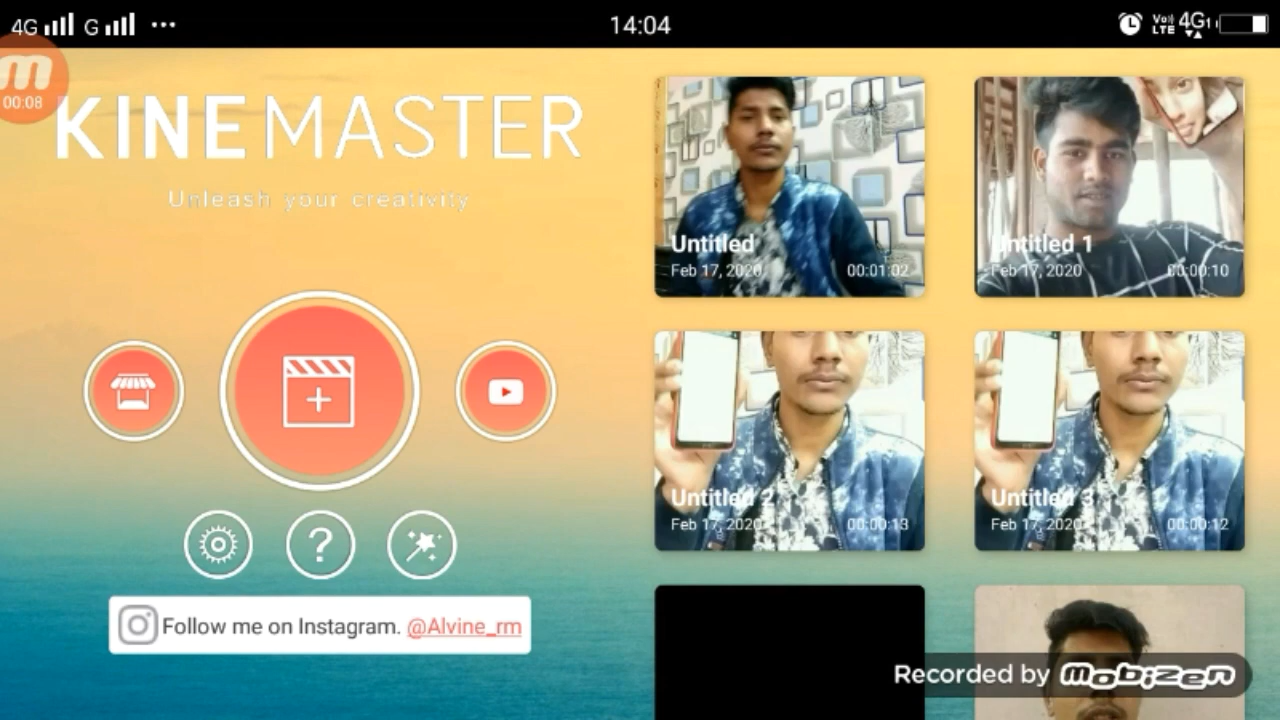 4G G ... 14:04 Vo)) LTE 4G
00:08
KINEMASTER
Unleash your creativity
Untitled
Feb 17, 2020 00:01:02
Untitled 1
Feb 17, 2020 00:00:10
Untitled 2
Feb 17, 2020 00:00:13
Untitled 3
Feb 17, 2020 00:00:12
Follow me on Instagram. @Alvine_rm
Recorded by mobizen